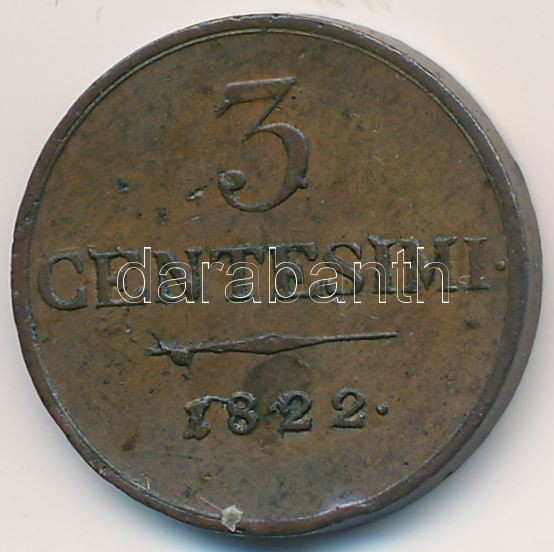 3
CENTESIMI.
darabanth
1822.